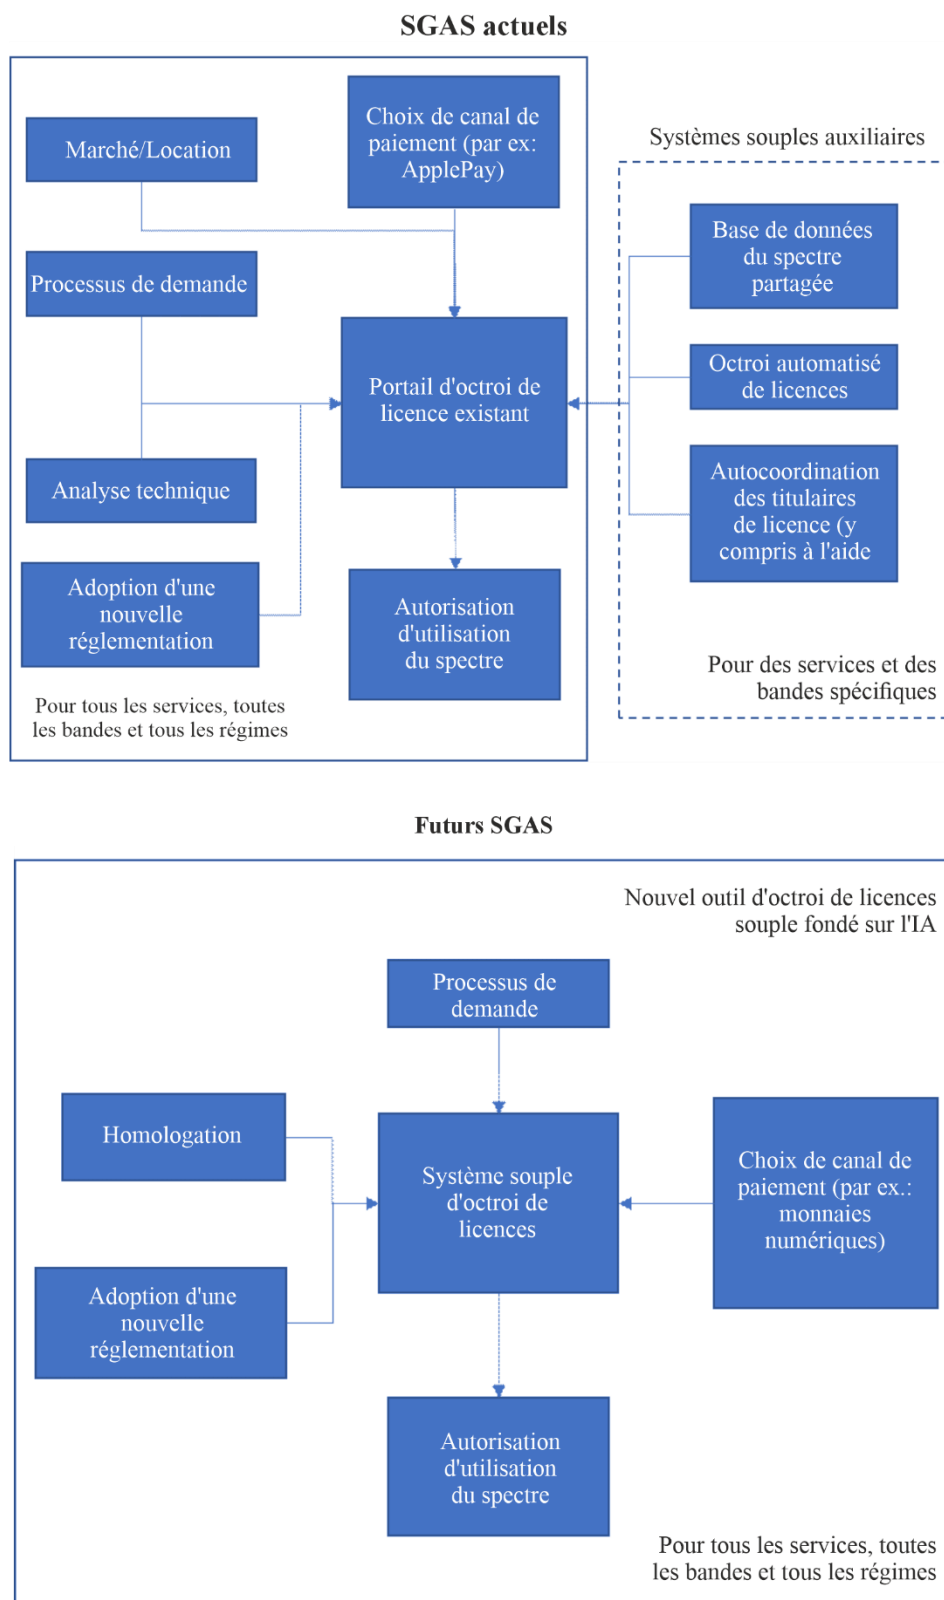 SGAS actuels
Marché/Location
Choix de canal de
paiement (par ex:
ApplePay)
Systèmes souples auxiliaires
Processus de demande
Base de données
du spectre
partagée
Portail d'octroi de
licence existant
Octroi automatisé
de licences
Analyse technique
Autocoordination
des titulaires
de licence (y
compris à l'aide
Adoption d'une
nouvelle
réglementation
Autorisation
d'utilisation
du spectre
Pour tous les services, toutes
les bandes et tous les régimes
Pour des services et des
bandes spécifiques
Futurs SGAS
Nouvel outil d'octroi de licences
souple fondé sur l'IA
Processus de
demande
Homologation
Système souple
d'octroi de
licences
Choix de canal de
paiement (par ex.:
monnaies
numériques)
Adoption d'une
nouvelle
réglementation
Autorisation
d'utilisation
du spectre
Pour tous les services, toutes
les bandes et tous les régimes